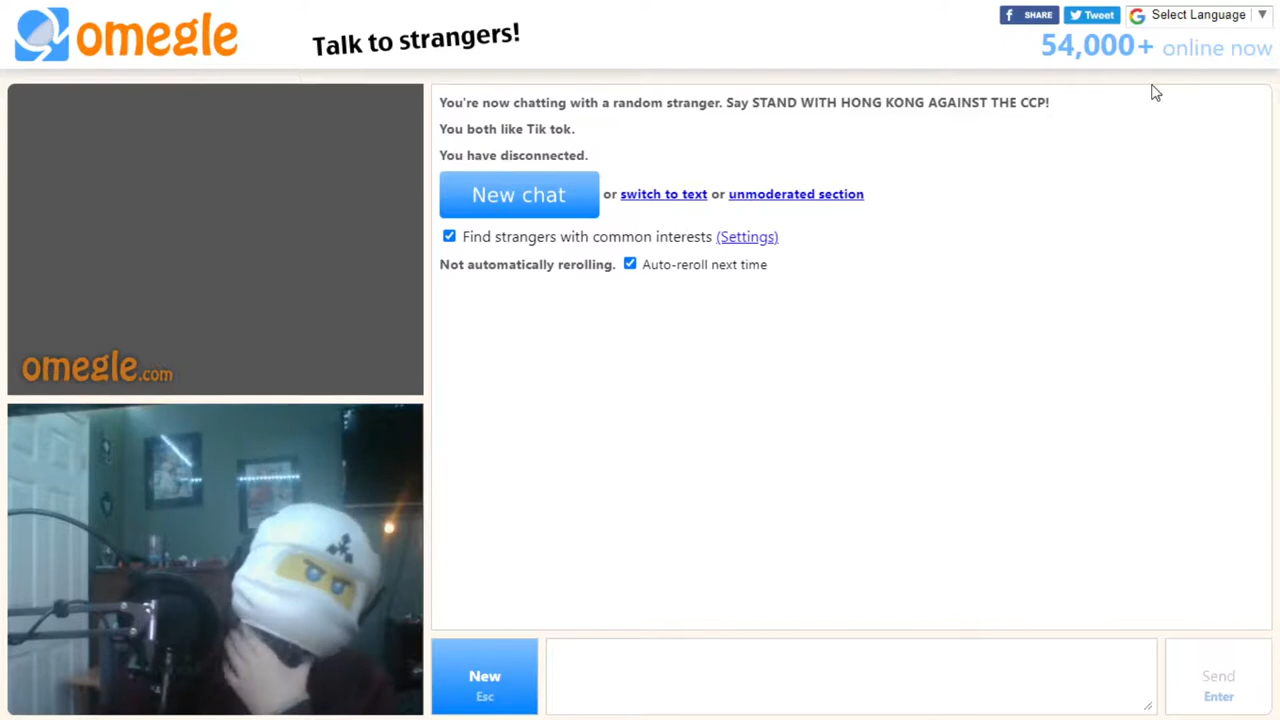 omegle
Talk to strangers!
SHARE
Tweet
Select Language
54,000+ online now
You're now chatting with a random stranger. Say STAND WITH HONG KONG AGAINST THE CCP!
You both like Tik tok.
You have disconnected.
New chat or switch to text or unmoderated section
Find strangers with common interests (Settings)
Not automatically rerolling. Auto-reroll next time
omegle.com
New
Esc
Send
Enter